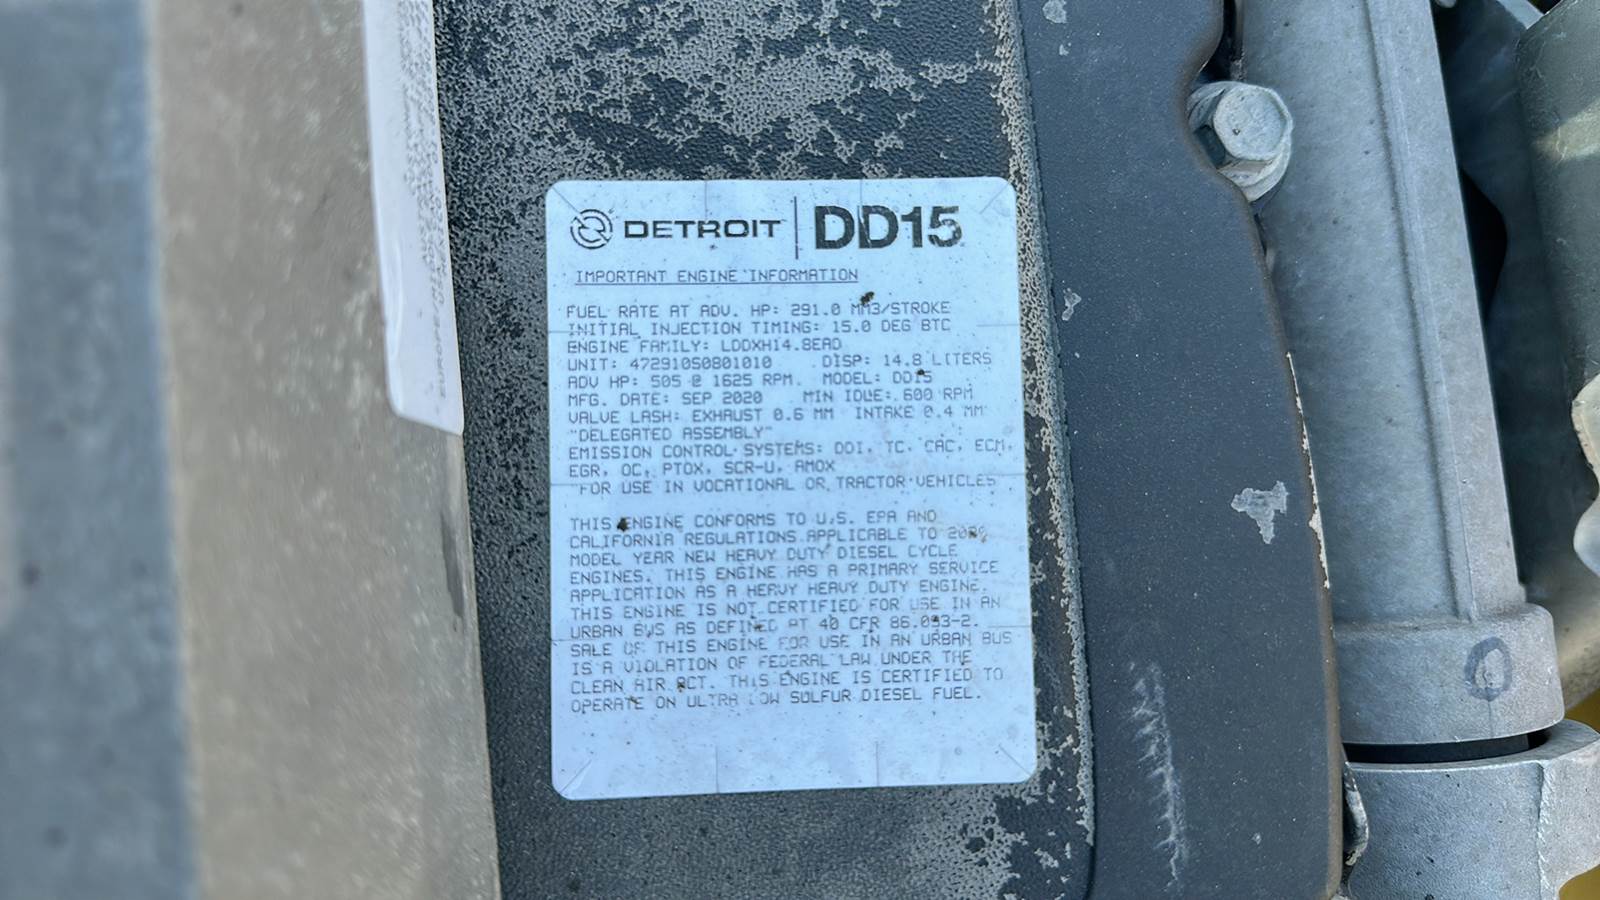 DETROIT DD15
IMPORTANT ENGINE INFORMATION
FUEL RATE AT ADV. HP: 291.0 MM3/STROKE
INITIAL INJECTION TIMING: 15.0 DEG BTC
ENGINE FAMILY: LDDXH14.8EAD
UNIT: 472910S0801010 DISP: 14.8 LITERS
ADV HP: 505 @ 1625 RPM. MODEL: DD15
MFG. DATE: SEP 2020 MIN IDLE: 600 RPM
VALVE LASH: EXHAUST 0.6 MM INTAKE 0.4 MM
"DELEGATED ASSEMBLY"
EMISSION CONTROL SYSTEMS: DDI, TC, CAC, ECM,
EGR, OC, PTOX, SCR-U, AMOX
FOR USE IN VOCATIONAL OR TRACTOR VEHICLES
THIS ENGINE CONFORMS TO U.S. EPA AND
CALIFORNIA REGULATIONS APPLICABLE TO
MODEL YEAR NEW HEAVY DUTY DIESEL CYCLE
ENGINES. THIS ENGINE HAS A PRIMARY SERVICE
APPLICATION AS A HEAVY HEAVY DUTY ENGINE.
THIS ENGINE IS NOT CERTIFIED FOR USE IN AN
URBAN BUS AS DEFINED AT 40 CFR 86.093-2.
SALE OF THIS ENGINE FOR USE IN AN URBAN BUS
IS A VIOLATION OF FEDERAL LAW UNDER THE
CLEAN AIR ACT. THIS ENGINE IS CERTIFIED TO
OPERATE ON ULTRA LOW SULFUR DIESEL FUEL.